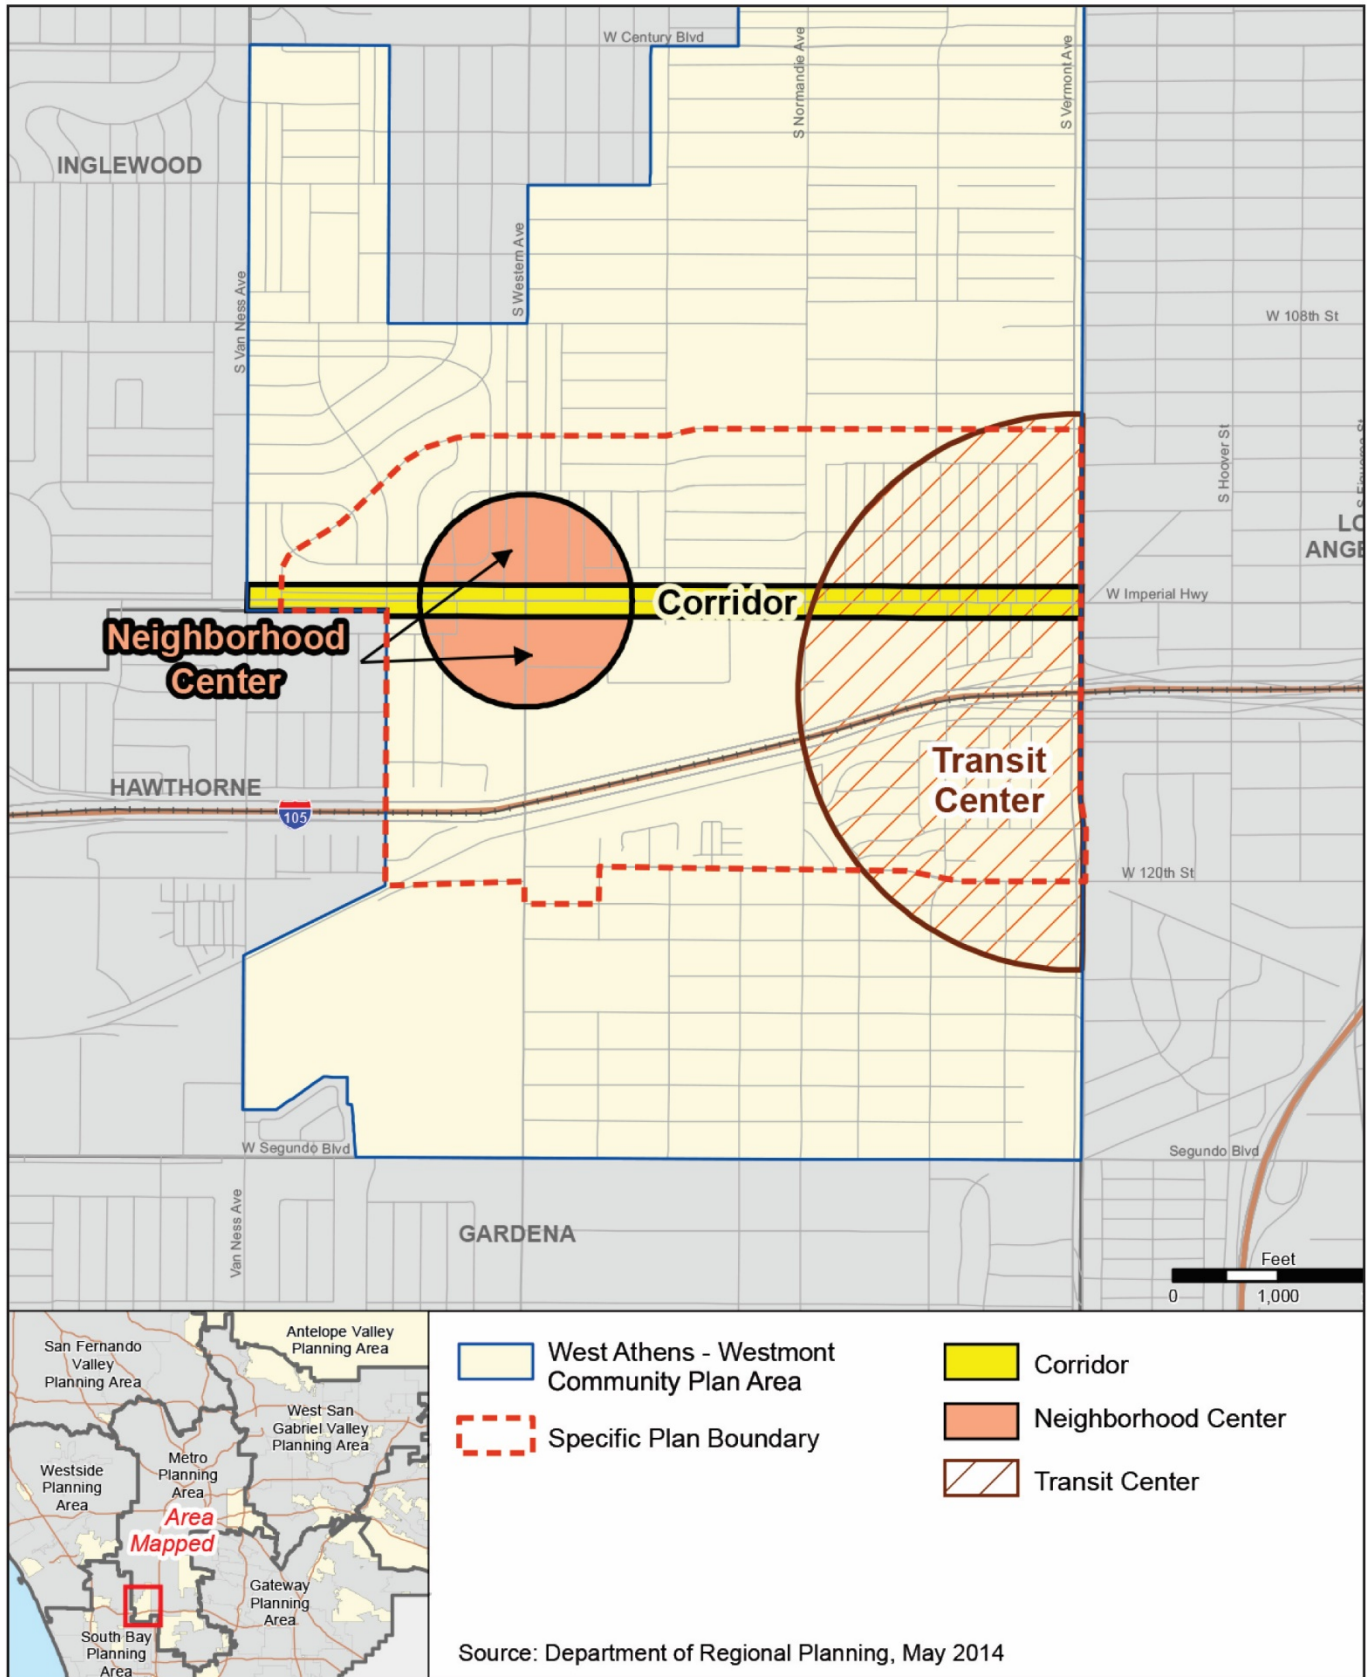 W Century Blvd
S Normandie Ave
S Vermont Ave
INGLEWOOD
S Western Ave
S Van Ness Ave
W 108th St
S Hoover St
S Figueroa St
LO
ANGE
Corridor
W Imperial Hwy
Neighborhood
Center
Transit
Center
HAWTHORNE
105
W 120th St
W Segundo Blvd
Segundo Blvd
Van Ness Ave
GARDENA
Feet
0 1,000
San Fernando
Valley
Planning Area
Antelope Valley
Planning Area
West San
Gabriel Valley
Planning Area
Westside
Planning
Area
Metro
Planning
Area
Area
Mapped
Gateway
Planning
Area
South Bay
Planning
Area
West Athens - Westmont
Community Plan Area
Specific Plan Boundary
Corridor
Neighborhood Center
Transit Center
Source: Department of Regional Planning, May 2014